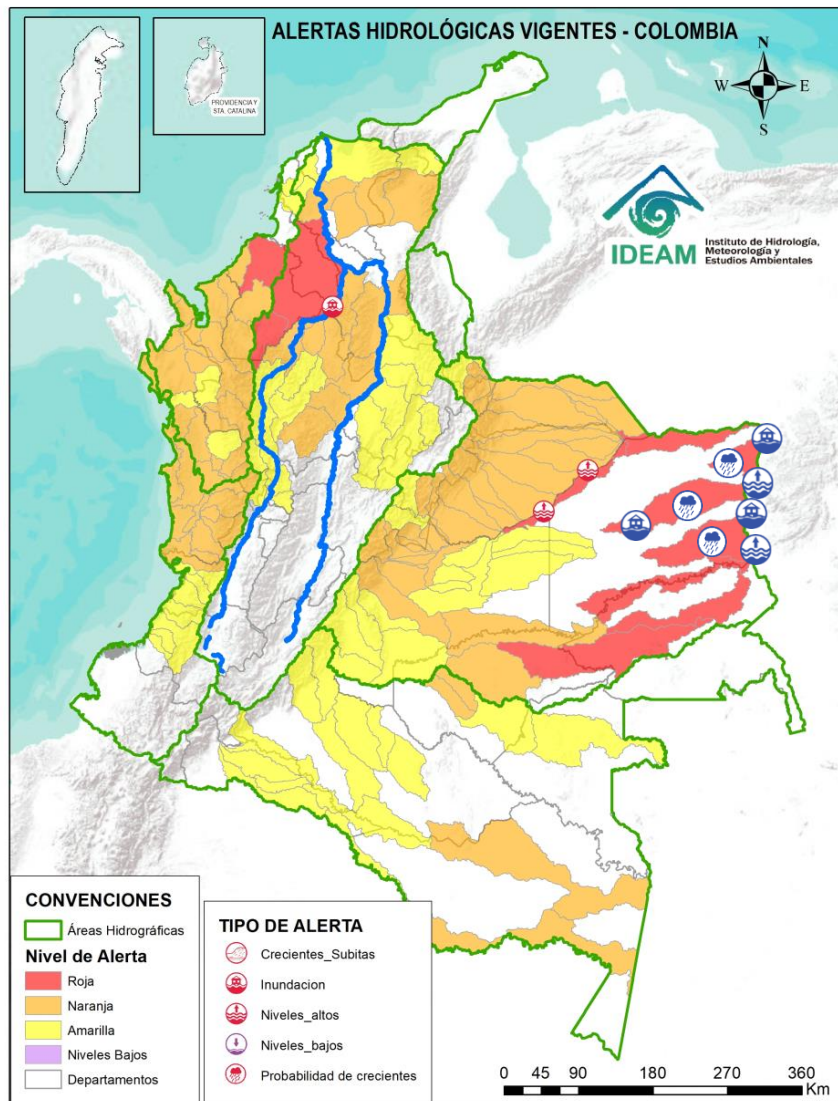 ALERTAS HIDROLÓGICAS VIGENTES - COLOMBIA
PROVIDENCIA Y
STA. CATALINA
N
W
E
S
IDEAM
Instituto de Hidrología,
Meteorología y
Estudios Ambientales
CONVENCIONES
Áreas Hidrográficas
Nivel de Alerta
Roja
Naranja
Amarilla
Niveles Bajos
Departamentos
TIPO DE ALERTA
Crecientes_Subitas
Inundacion
Niveles_altos
Niveles_bajos
Probabilidad de crecientes
0 45 90 180 270 360
Km